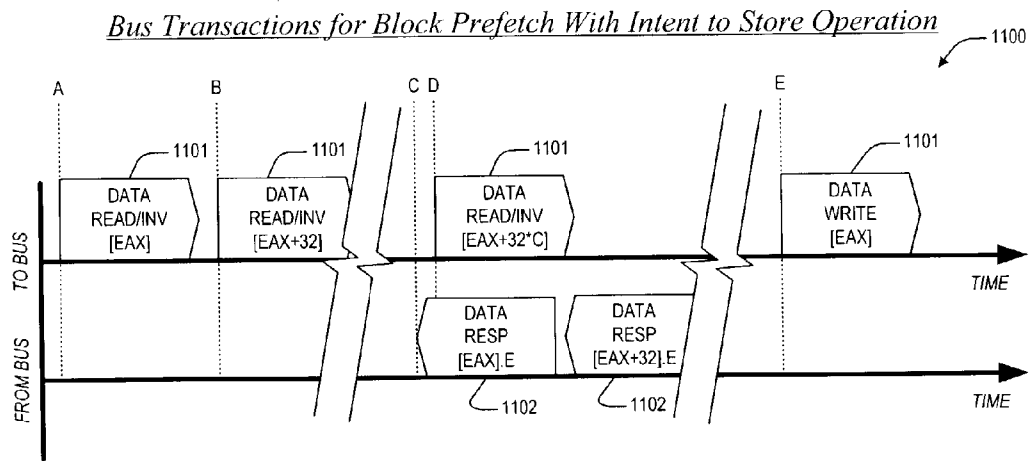 Bus Transactions for Block Prefetch With Intent to Store Operation
1100
A
B
C
D
E
1101
1101
1101
1101
DATA
READ/INV
[EAX]
DATA
READ/INV
[EAX+32]
DATA
READ/INV
[EAX+32*C]
DATA
WRITE
[EAX]
TO BUS
TIME
DATA
RESP
[EAX].E
DATA
RESP
[EAX+32].E
FROM BUS
TIME
1102
1102